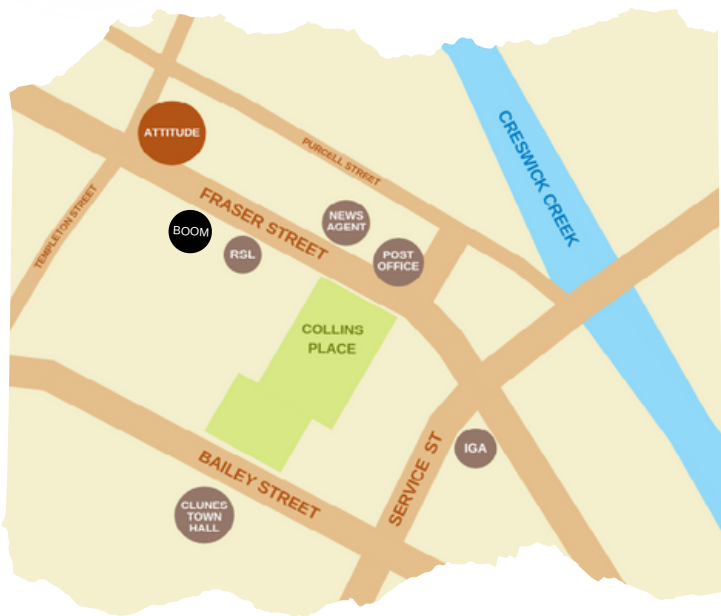 ATTITUDE
PURCELL STREET
CRESWICK CREEK
TEMPLETON STREET
FRASER STREET
NEWS
AGENT
BOOM
RSL
POST
OFFICE
COLLINS
PLACE
IGA
SERVICE ST
BAILEY STREET
CLUNES
TOWN
HALL